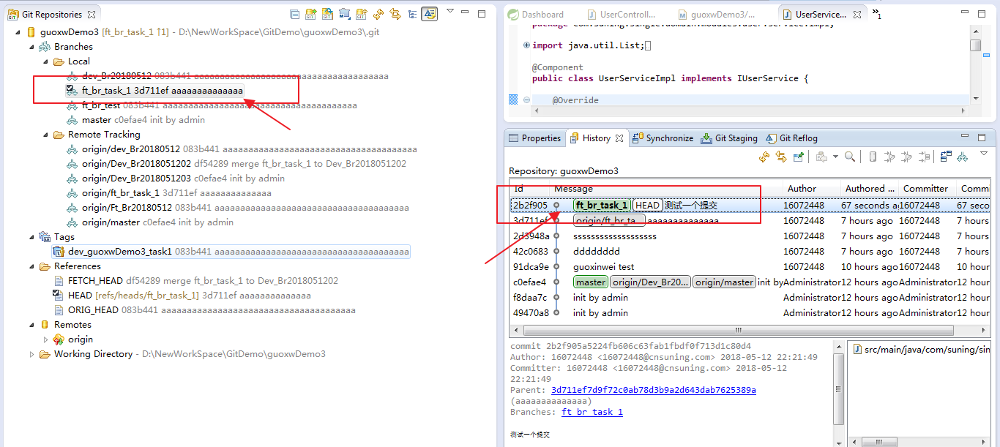 Git Repositories
guoxwDemo3 [ft_br_task_1 ↑1] - D:\NewWorkSpace\GitDemo\guoxwDemo3\.git
Branches
Local
dev_Br20180512 083b441
ft_br_task_1 3d711ef aaaaaaaaaaaaaa
ft_br_test 083b441
master c0efae4 init by admin
Remote Tracking
origin/dev_Br20180512 083b441
origin/Dev_Br2018051202 df54289 merge ft_br_task_1 to Dev_Br2018051202
origin/Dev_Br2018051203 c0efae4 init by admin
origin/ft_br_task_1 3d711ef aaaaaaaaaaaaaa
origin/Ft_Br2018051202 083b441
origin/master c0efae4 init by admin
Tags
dev_guoxwDemo3_task1 083b441
References
FETCH_HEAD df54289 merge ft_br_task_1 to Dev_Br2018051202
HEAD [refs/heads/ft_br_task_1] 3d711ef aaaaaaaaaaaaaa
ORIG_HEAD 083b441
Remotes
origin
Working Directory - D:\NewWorkSpace\GitDemo\guoxwDemo3
Dashboard
UserControll...
guoxwDemo3/...
UserService...
»1
import java.util.List;
@Component
public class UserServiceImpl implements IUserService {
@Override
Properties
History
Synchronize
Git Staging
Git Reflog
Repository: guoxwDemo3
Id Message Author Authored ... Committer Comm
2b2f905 ft_br_task_1 HEAD 测试一个提交 16072448 67 seconds a 16072448 67 seco
3d711ef origin/ft_br_ta... aaaaaaaaaaaaaa 16072448 7 hours ago 16072448 7 hours
2d3948a sssssssssssssssssss 16072448 7 hours ago 16072448 7 hours
42c0683 dddddddd 16072448 7 hours ago 16072448 7 hours
91dca9e guoxinwei test 16072448 10 hours ago 16072448 10 hour
c0efae4 master origin/Dev_Br20... origin/master init by Administrator 12 hours ago Administrator 12 hour
f8daa7c init by admin Administrator 12 hours ago Administrator 12 hour
49470a8 init by admin Administrator 12 hours ago Administrator 12 hour
commit 2b2f905a5224fb606c63fab1fbdf0f713d1c80d4
Author: 16072448 <16072448@cnsuning.com> 2018-05-12 22:21:49
Committer: 16072448 <16072448@cnsuning.com> 2018-05-12
22:21:49
Parent: 3d711ef7d9f72c0ab78d3b9a2d643dab7625389a
(aaaaaaaaaaaaaa)
Branches: ft_br_task_1
测试一个提交
src/main/java/com/suning/sin